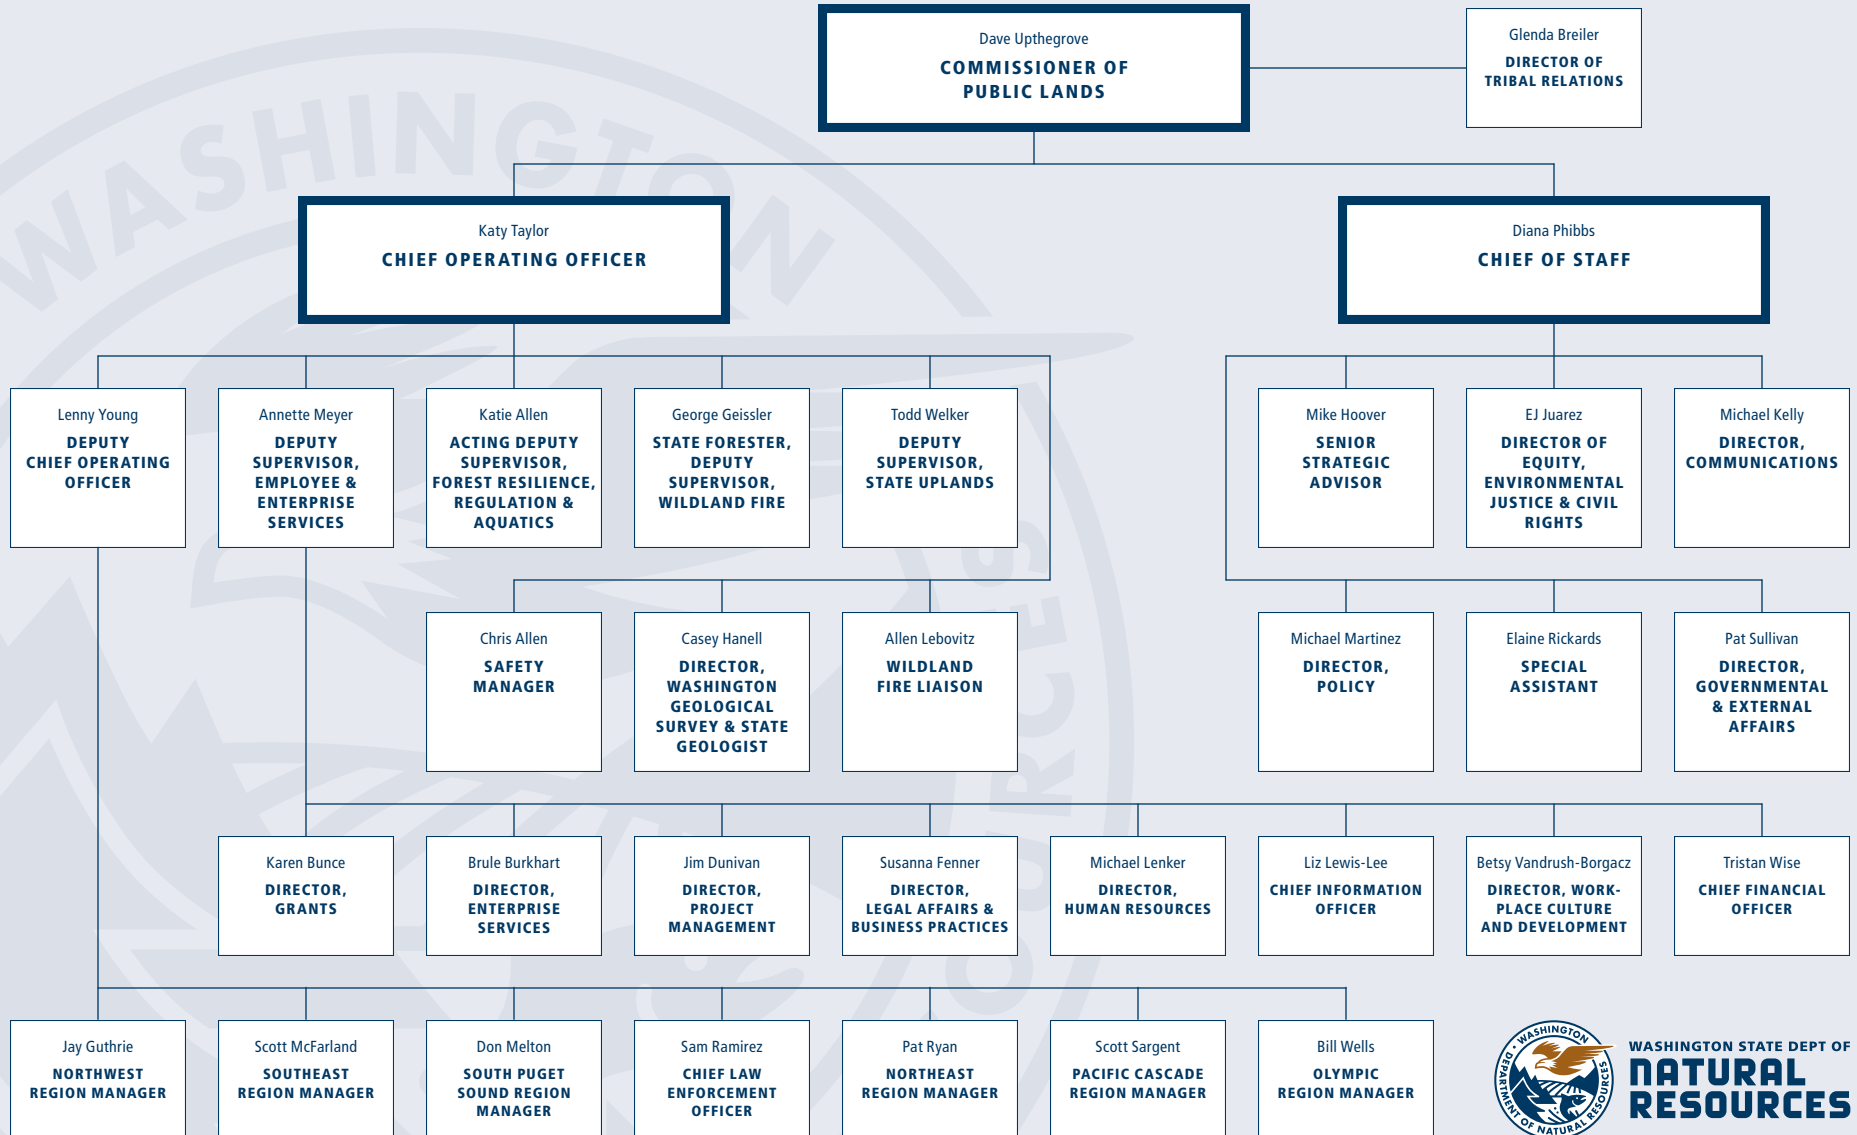 Dave Upthegrove
COMMISSIONER OF
PUBLIC LANDS
Glenda Breiler
DIRECTOR OF
TRIBAL RELATIONS
Katy Taylor
CHIEF OPERATING OFFICER
Diana Phibbs
CHIEF OF STAFF
Lenny Young
DEPUTY
CHIEF OPERATING
OFFICER
Annette Meyer
DEPUTY
SUPERVISOR,
EMPLOYEE &
ENTERPRISE
SERVICES
Katie Allen
ACTING DEPUTY
SUPERVISOR,
FOREST RESILIENCE,
REGULATION &
AQUATICS
George Geissler
STATE FORESTER,
DEPUTY
SUPERVISOR,
WILDLAND FIRE
Todd Welker
DEPUTY
SUPERVISOR,
STATE UPLANDS
Mike Hoover
SENIOR
STRATEGIC
ADVISOR
EJ Juarez
DIRECTOR OF
EQUITY,
ENVIRONMENTAL
JUSTICE & CIVIL
RIGHTS
Michael Kelly
DIRECTOR,
COMMUNICATIONS
Chris Allen
SAFETY
MANAGER
Casey Hanell
DIRECTOR,
WASHINGTON
GEOLOGICAL
SURVEY & STATE
GEOLOGIST
Allen Lebovitz
WILDLAND
FIRE LIAISON
Michael Martinez
DIRECTOR,
POLICY
Elaine Rickards
SPECIAL
ASSISTANT
Pat Sullivan
DIRECTOR,
GOVERNMENTAL
& EXTERNAL
AFFAIRS
Karen Bunce
DIRECTOR,
GRANTS
Brule Burkhart
DIRECTOR,
ENTERPRISE
SERVICES
Jim Dunivan
DIRECTOR,
PROJECT
MANAGEMENT
Susanna Fenner
DIRECTOR,
LEGAL AFFAIRS &
BUSINESS PRACTICES
Michael Lenker
DIRECTOR,
HUMAN RESOURCES
Liz Lewis-Lee
CHIEF INFORMATION
OFFICER
Betsy Vandrush-Borgacz
DIRECTOR, WORK-
PLACE CULTURE
AND DEVELOPMENT
Tristan Wise
CHIEF FINANCIAL
OFFICER
Jay Guthrie
NORTHWEST
REGION MANAGER
Scott McFarland
SOUTHEAST
REGION MANAGER
Don Melton
SOUTH PUGET
SOUND REGION
MANAGER
Sam Ramirez
CHIEF LAW
ENFORCEMENT
OFFICER
Pat Ryan
NORTHEAST
REGION MANAGER
Scott Sargent
PACIFIC CASCADE
REGION MANAGER
Bill Wells
OLYMPIC
REGION MANAGER
WASHINGTON
DEPARTMENT OF NATURAL RESOURCES
WASHINGTON STATE DEPT OF
NATURAL
RESOURCES
WASHINGTON